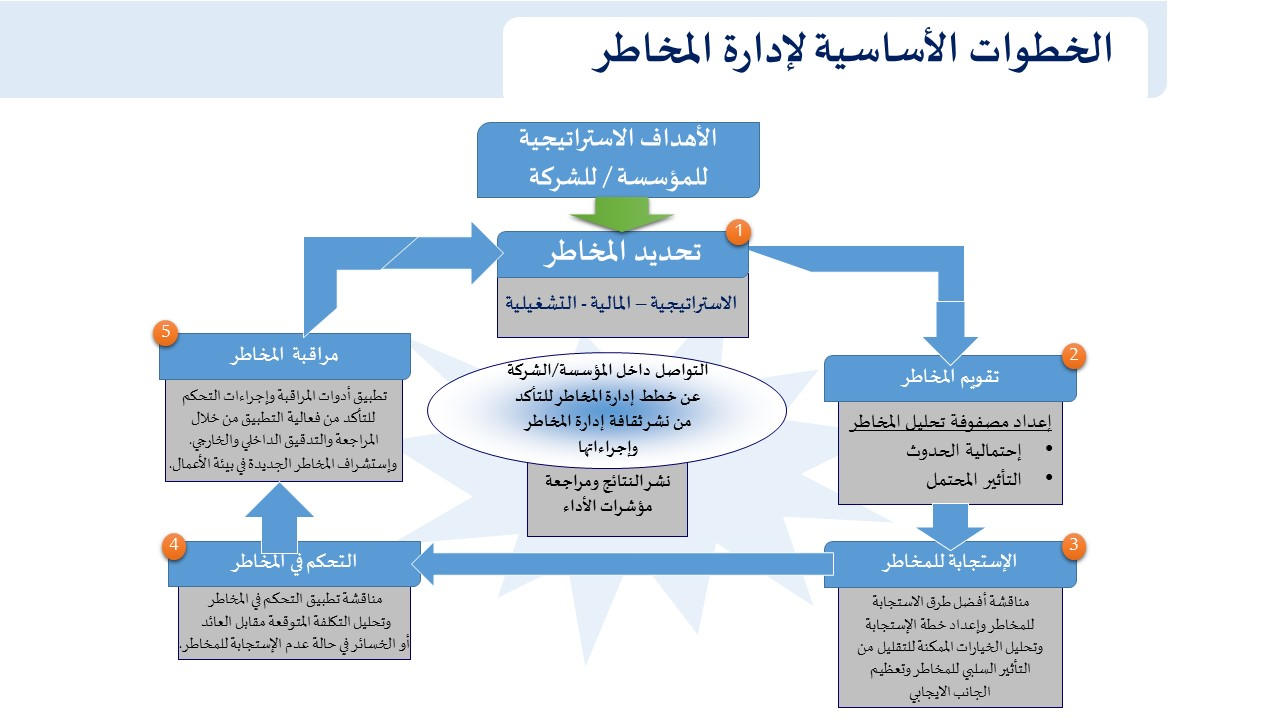 الخطوات الأساسية لإدارة المخاطر
الأهداف الاستراتيجية
للمؤسسة / للشركة
1
تحديد المخاطر
الاستراتيجية – المالية - التشغيلية
2
تقويم المخاطر
إعداد مصفوفة تحليل المخاطر
• إحتمالية الحدوث
• التأثير المحتمل
3
الإستجابة للمخاطر
مناقشة أفضل طرق الاستجابة
للمخاطر وإعداد خطة الإستجابة
وتحليل الخيارات الممكنة للتقليل من
التأثير السلبي للمخاطر وتعظيم
الجانب الايجابي
4
التحكم في المخاطر
مناقشة تطبيق التحكم في المخاطر
وتحليل التكلفة المتوقعة مقابل العائد
أو الخسائر في حالة عدم الإستجابة للمخاطر.
5
مراقبة المخاطر
تطبيق أدوات المراقبة وإجراءات التحكم
للتأكد من فعالية التطبيق من خلال
المراجعة والتدقيق الداخلي والخارجي.
وإستشراف المخاطر الجديدة في بيئة الأعمال.
التواصل داخل المؤسسة/الشركة
عن خطط إدارة المخاطر للتأكد
من نشر ثقافة إدارة المخاطر
وإجراءاتها
نشر النتائج ومراجعة
مؤشرات الأداء